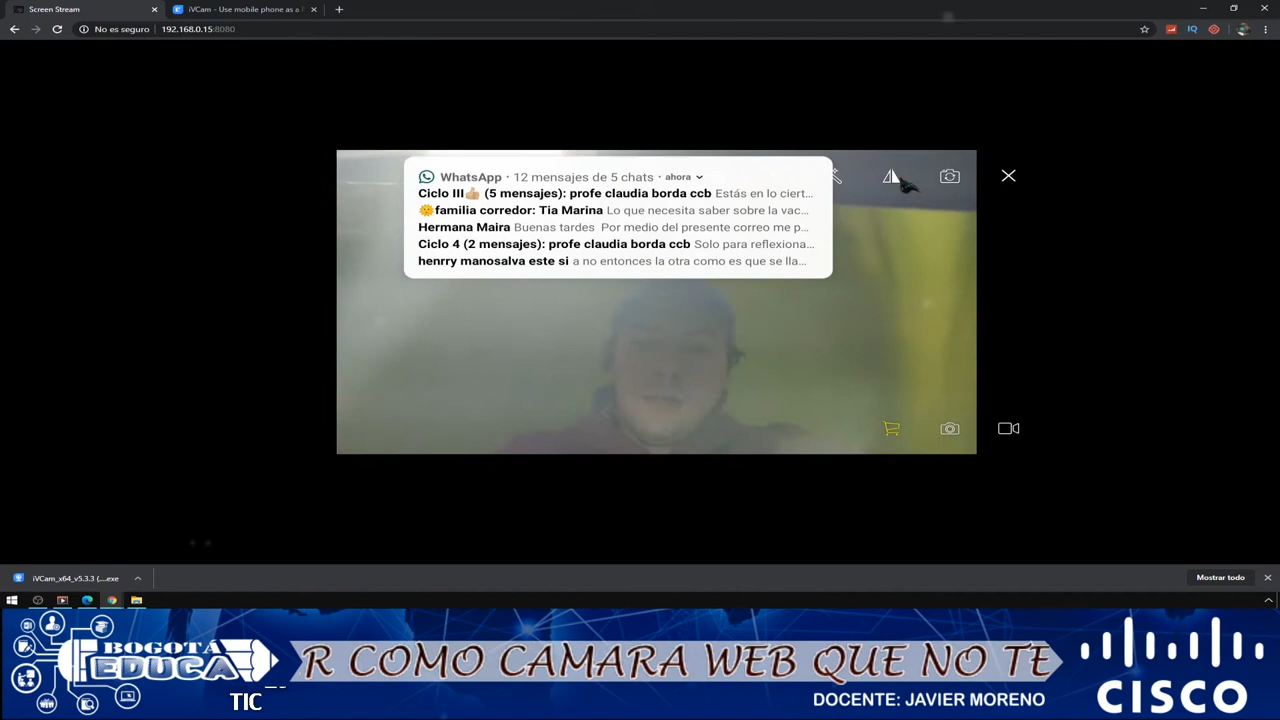 Screen Stream
iVCam - Use mobile phone as a
No es seguro | 192.168.0.15:8080
WhatsApp · 12 mensajes de 5 chats · ahora
Ciclo III👍🏼 (5 mensajes): profe claudia borda ccb Estás en lo ciert...
🌞familia corredor: Tia Marina Lo que necesita saber sobre la vac...
Hermana Maira Buenas tardes Por medio del presente correo me p...
Ciclo 4 (2 mensajes): profe claudia borda ccb Solo para reflexiona...
henrry manosalva este si a no entonces la otra como es que se lla...
iVCam_x64_v5.3.3 (....exe
Mostrar todo
BOGOTÁ
EDUCA
R COMO CAMARA WEB QUE NO TE
TIC
DOCENTE: JAVIER MORENO
CISCO